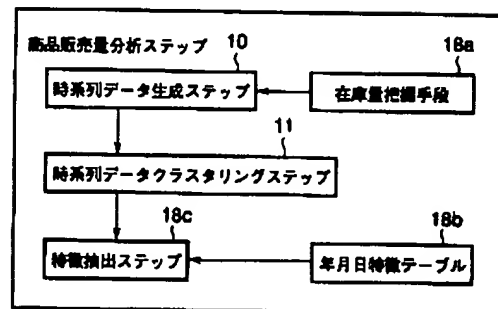 商品販売量分析ステップ
10
18a
時系列データ生成ステップ
在庫量把握手段
11
時系列データクラスタリングステップ
18c
18b
特徴抽出ステップ
年月日特徴テーブル